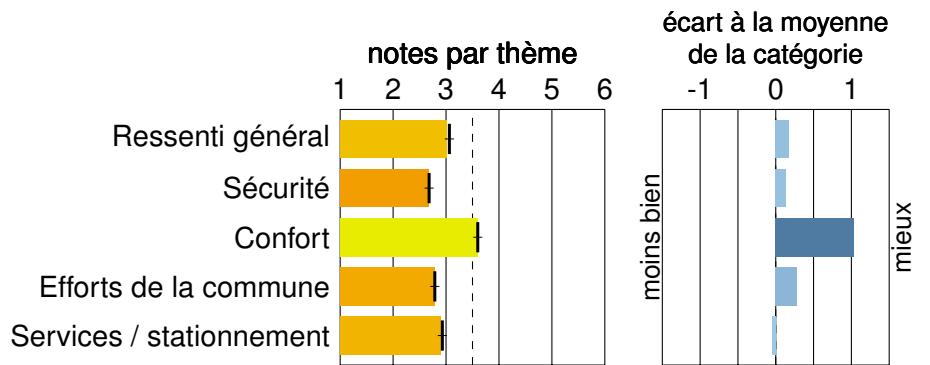 écart à la moyenne
de la catégorie
notes par thème
1 2 3 4 5 6
-1 0 1
Ressenti général
Sécurité
Confort
Efforts de la commune
Services / stationnement
moins bien
mieux